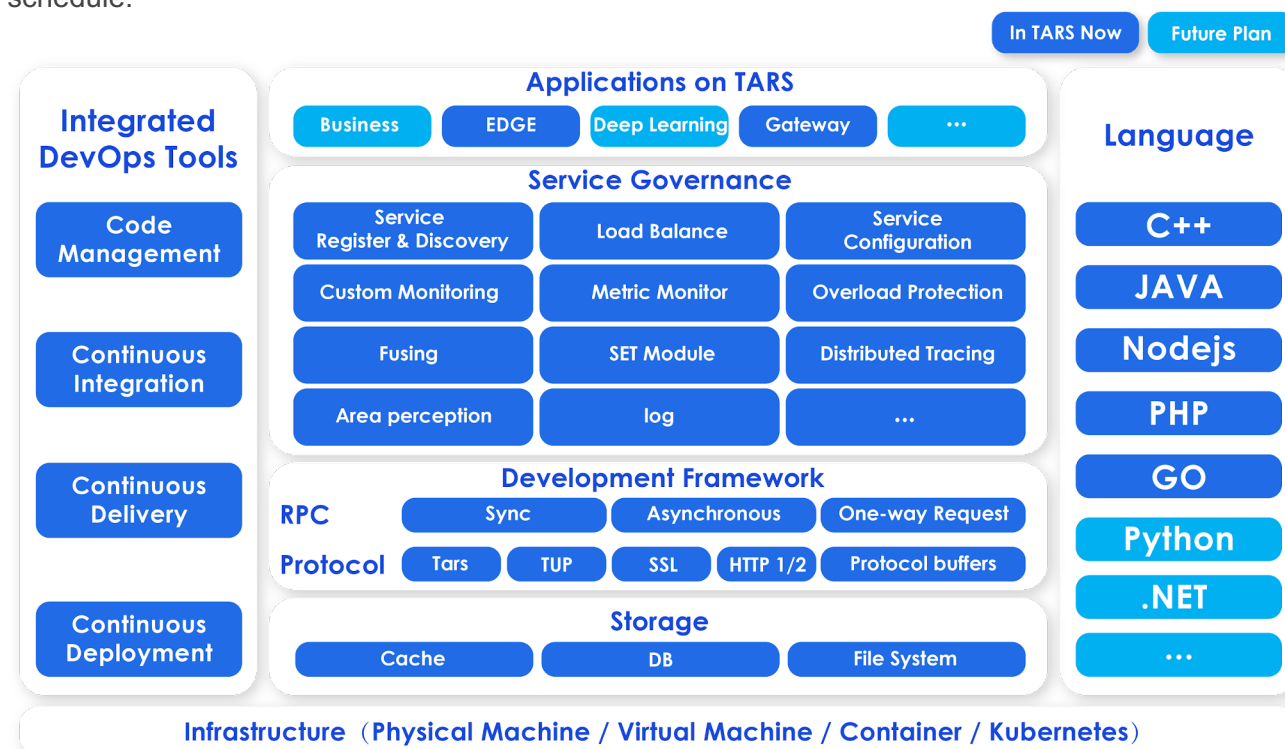 schedule.
In TARS Now
Future Plan
Integrated
DevOps Tools
Code
Management
Continuous
Integration
Continuous
Delivery
Continuous
Deployment
Applications on TARS
Business
EDGE
Deep Learning
Gateway
...
Service Governance
Service
Register & Discovery
Load Balance
Service
Configuration
Custom Monitoring
Metric Monitor
Overload Protection
Fusing
SET Module
Distributed Tracing
Area perception
log
...
Development Framework
RPC
Sync
Asynchronous
One-way Request
Protocol
Tars
TUP
SSL
HTTP 1/2
Protocol buffers
Storage
Cache
DB
File System
Language
C++
JAVA
Nodejs
PHP
GO
Python
.NET
...
Infrastructure（Physical Machine / Virtual Machine / Container / Kubernetes）